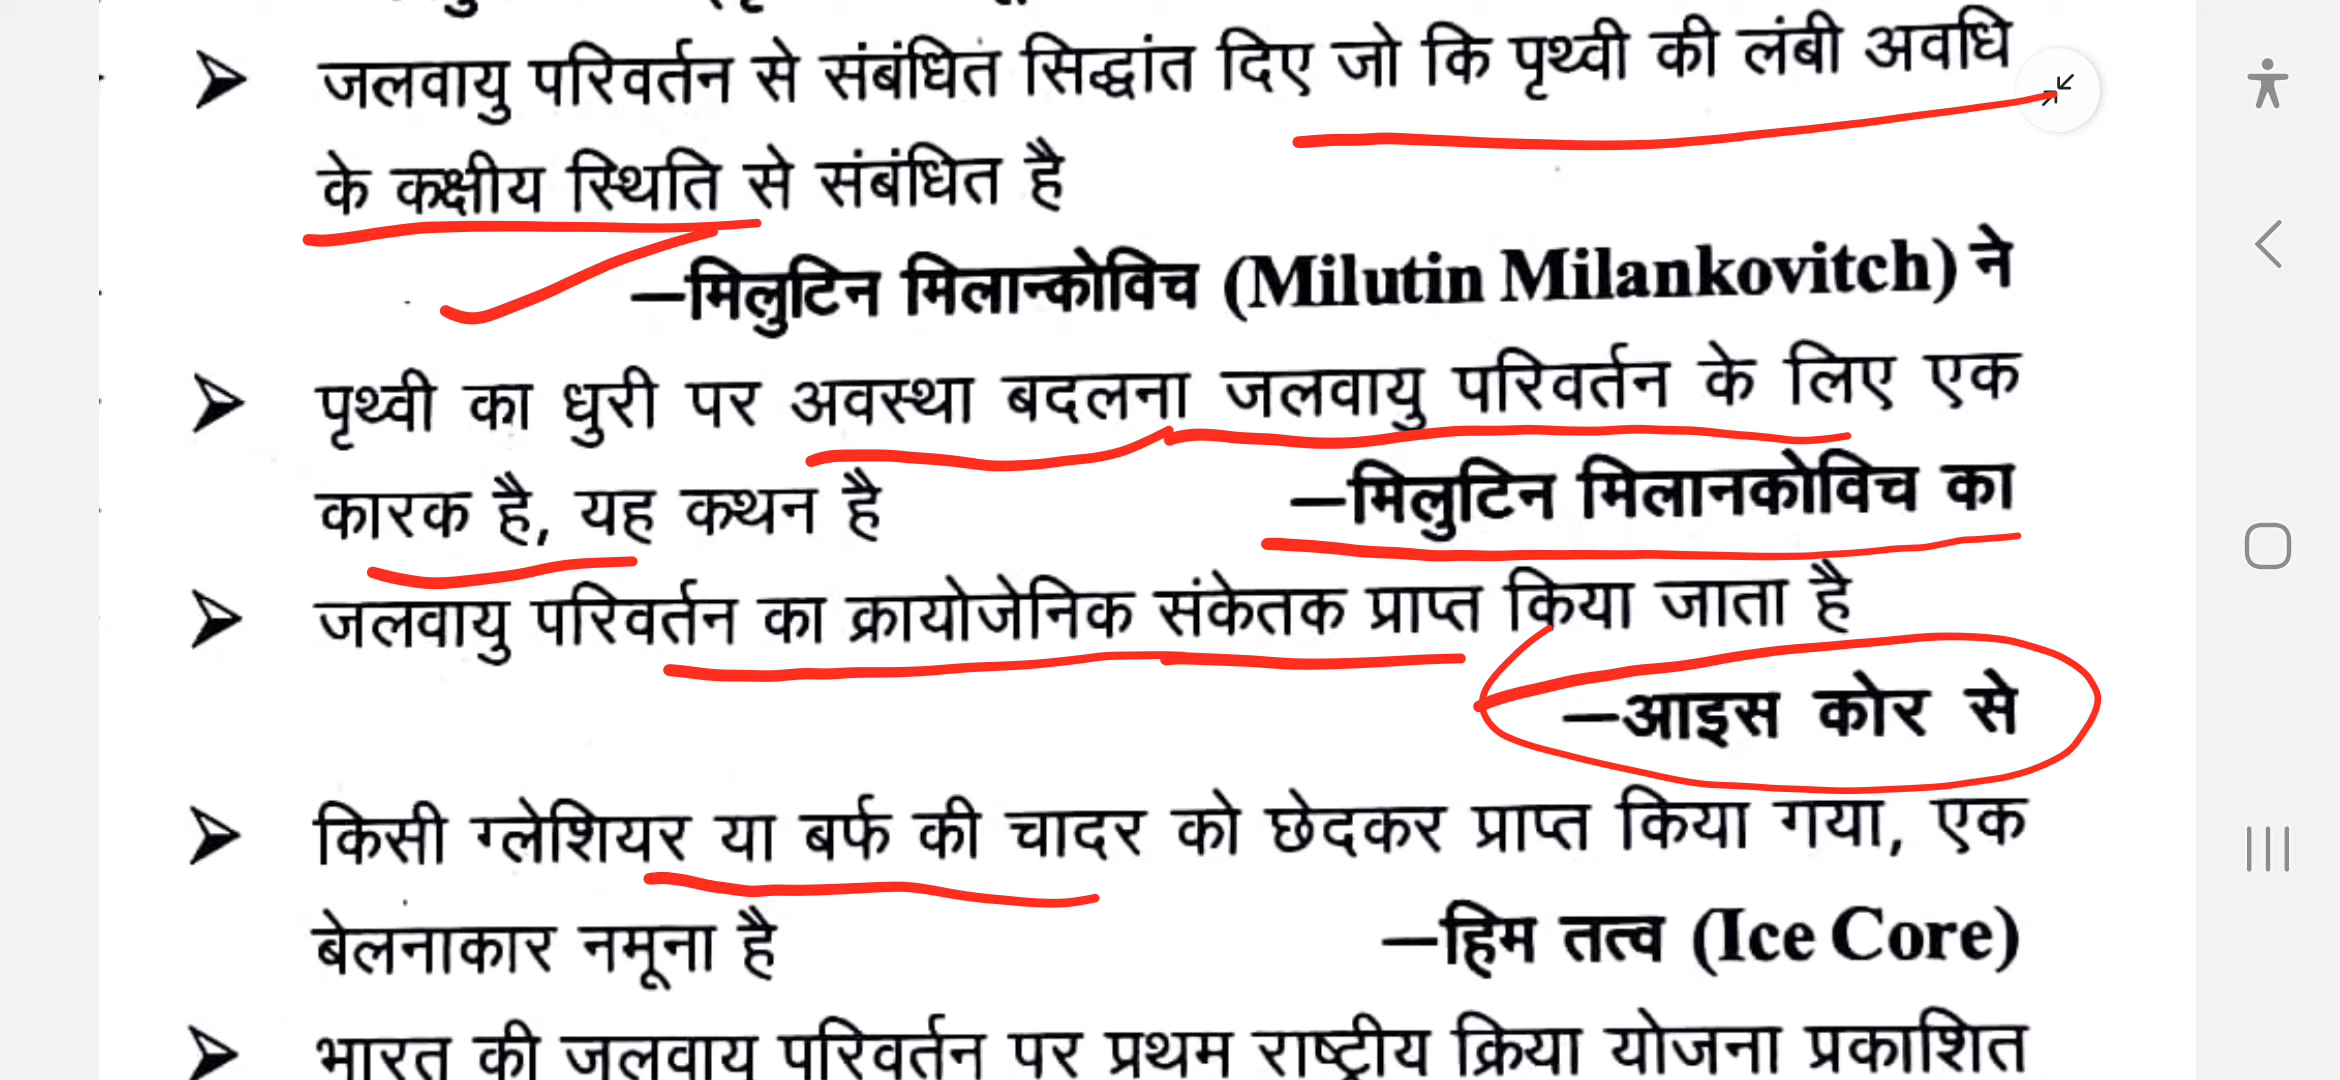 ➢ जलवायु परिवर्तन से संबंधित सिद्धांत दिए जो कि पृथ्वी की लंबी अवधि
के कक्षीय स्थिति से संबंधित है
—मिलुटिन मिलान्कोविच (Milutin Milankovitch) ने
➢ पृथ्वी का धुरी पर अवस्था बदलना जलवायु परिवर्तन के लिए एक
कारक है, यह कथन है —मिलुटिन मिलानकोविच का
➢ जलवायु परिवर्तन का क्रायोजेनिक संकेतक प्राप्त किया जाता है
—आइस कोर से
➢ किसी ग्लेशियर या बर्फ की चादर को छेदकर प्राप्त किया गया, एक
बेलनाकार नमूना है —हिम तत्व (Ice Core)
➢ भारत की जलवायु परिवर्तन पर प्रथम राष्ट्रीय क्रिया योजना प्रकाशित